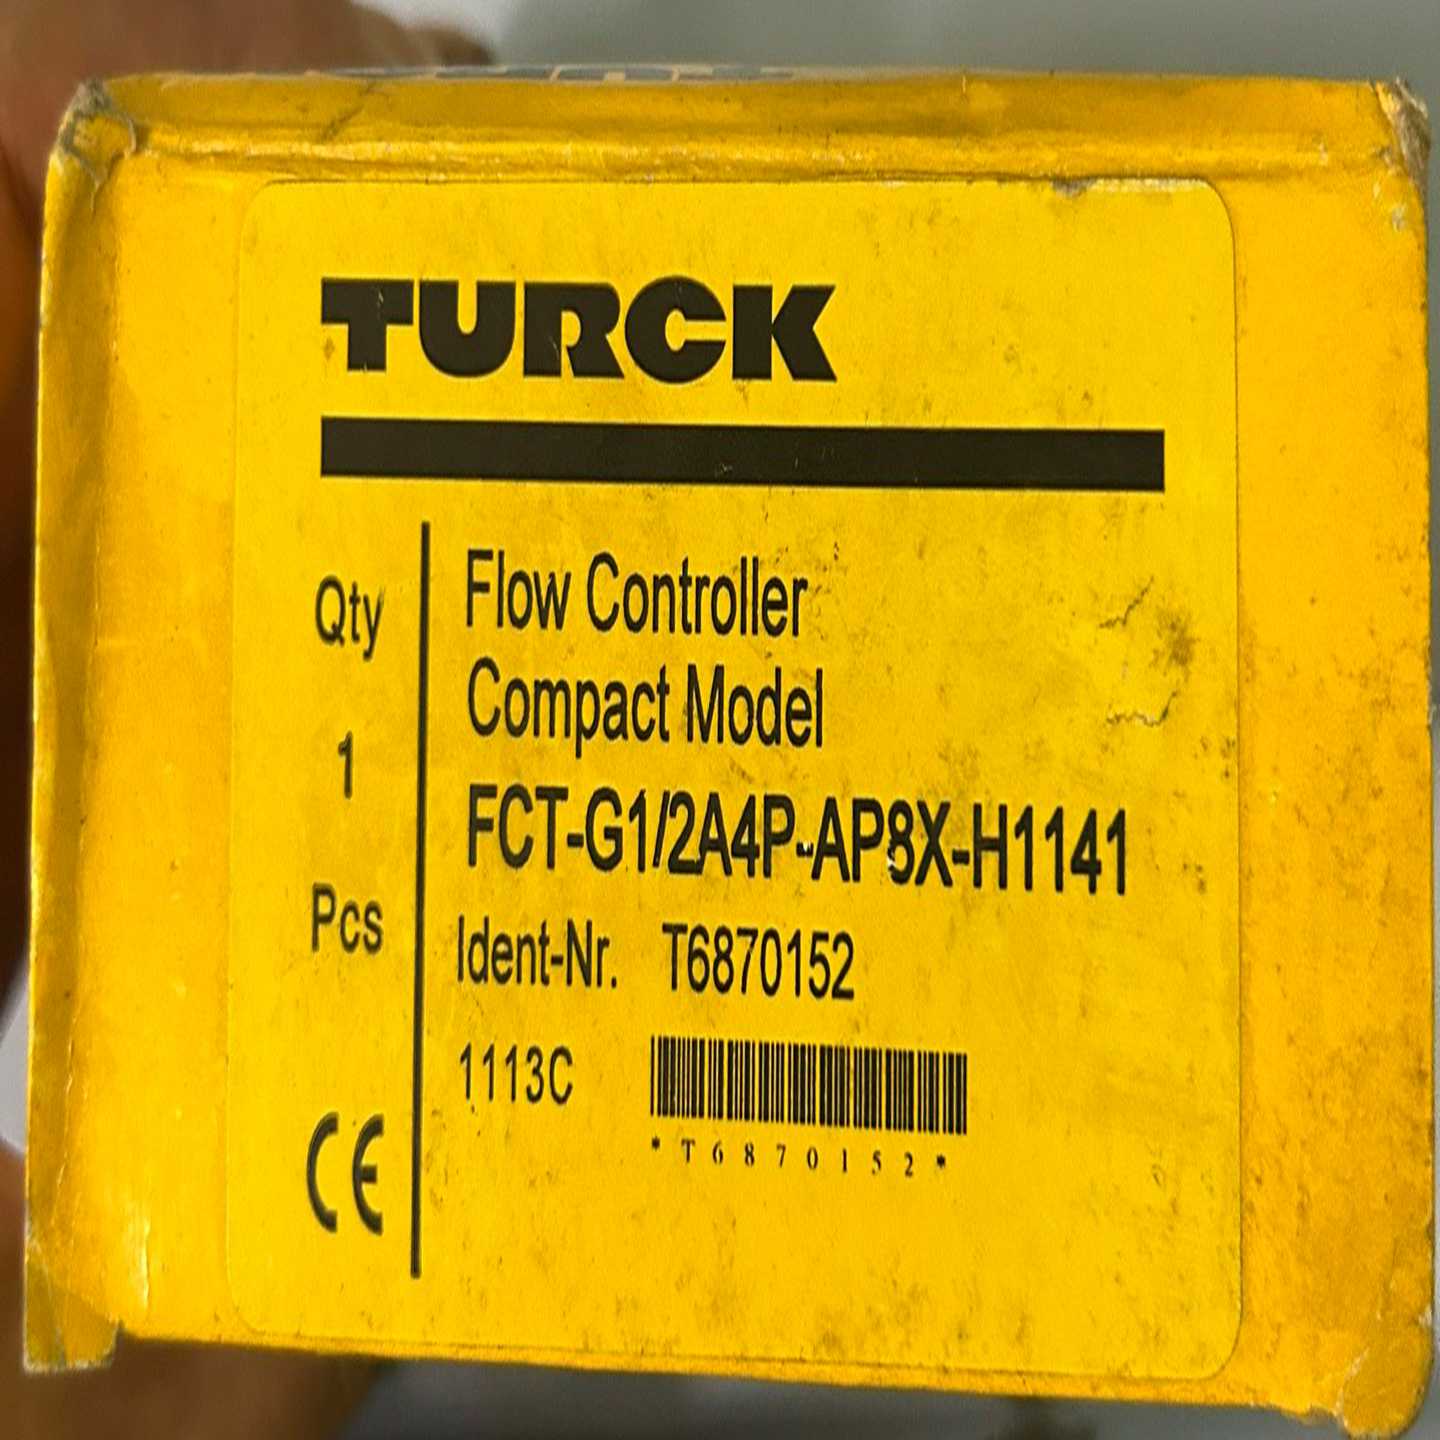 TURCK
Qty
1
Pcs
Flow Controller
Compact Model
FCT-G1/2A4P-AP8X-H1141
Ident-Nr. T6870152
1113C
*T6870152*
CE